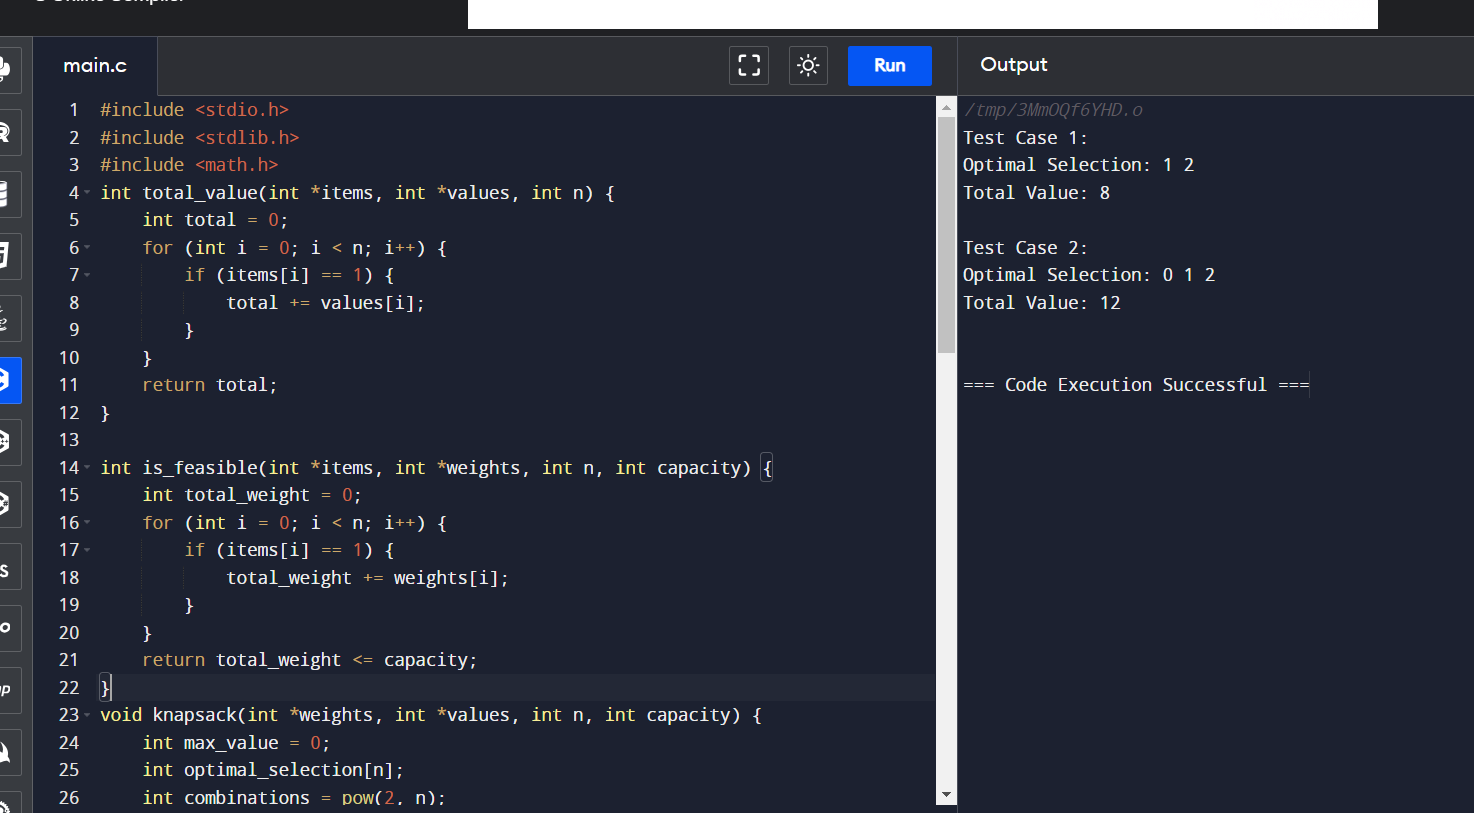 main.c
Run
Output
1 #include <stdio.h>
2 #include <stdlib.h>
3 #include <math.h>
4 int total_value(int *items, int *values, int n) {
5     int total = 0;
6     for (int i = 0; i < n; i++) {
7         if (items[i] == 1) {
8             total += values[i];
9         }
10     }
11     return total;
12 }
13
14 int is_feasible(int *items, int *weights, int n, int capacity) {
15     int total_weight = 0;
16     for (int i = 0; i < n; i++) {
17         if (items[i] == 1) {
18             total_weight += weights[i];
19         }
20     }
21     return total_weight <= capacity;
22 }
23 void knapsack(int *weights, int *values, int n, int capacity) {
24     int max_value = 0;
25     int optimal_selection[n];
26     int combinations = pow(2, n);
/tmp/3MmOQf6YHD.o
Test Case 1:
Optimal Selection: 1 2
Total Value: 8
Test Case 2:
Optimal Selection: 0 1 2
Total Value: 12
=== Code Execution Successful ===